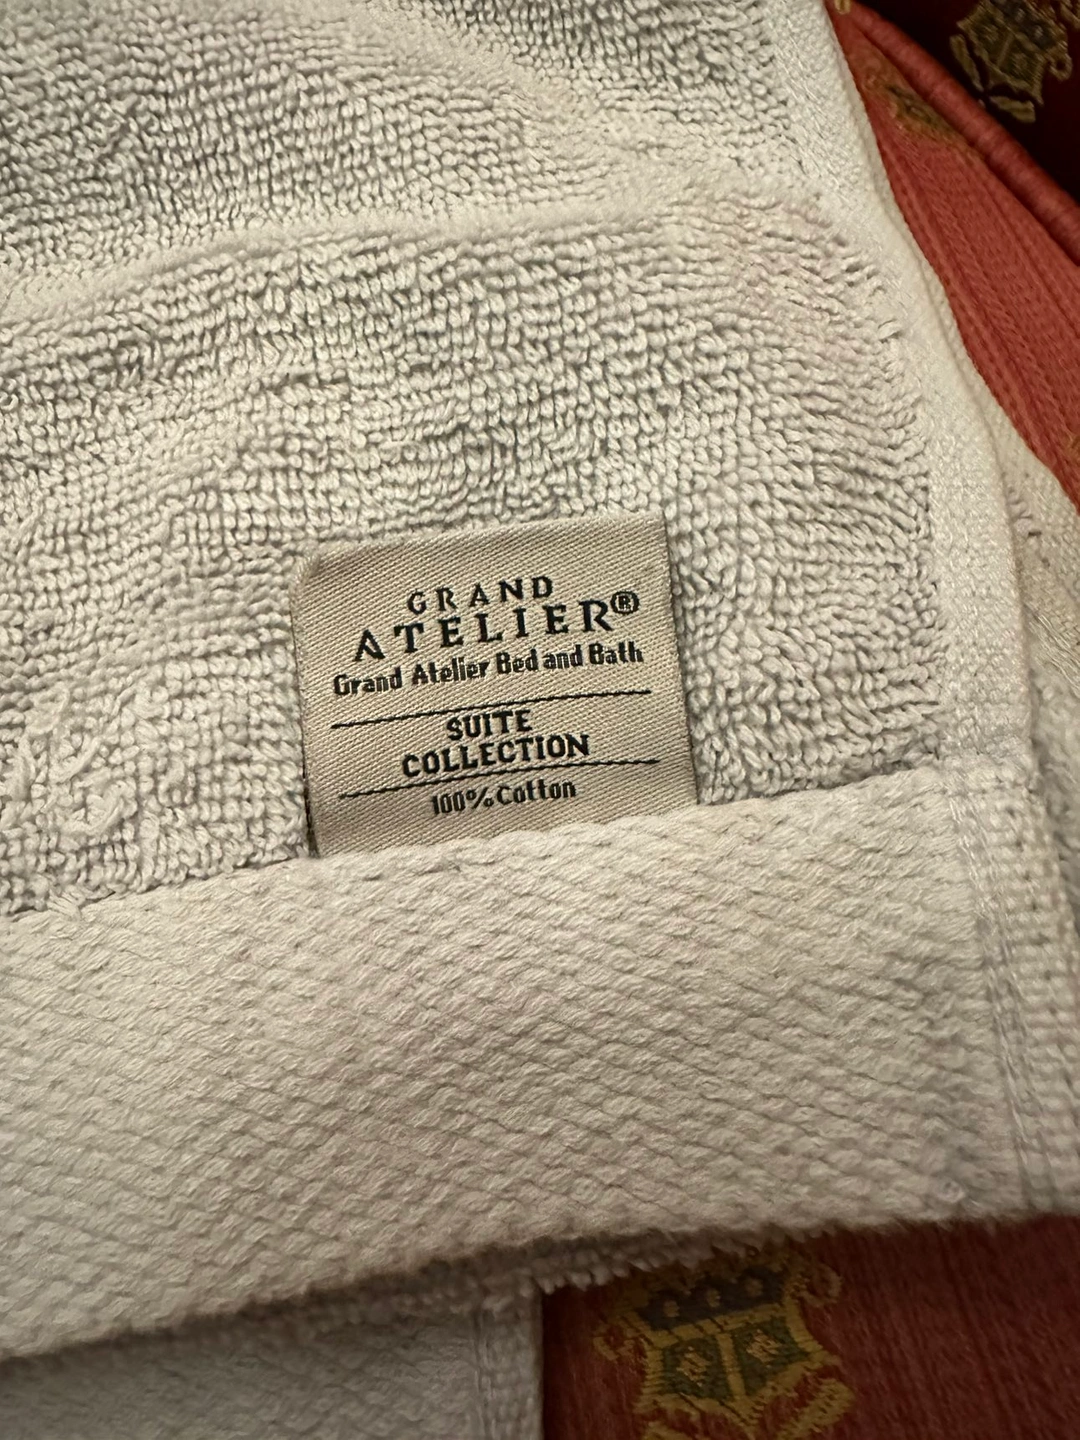 GRAND
ATELIER®
Grand Atelier Bed and Bath
SUITE
COLLECTION
100% Cotton